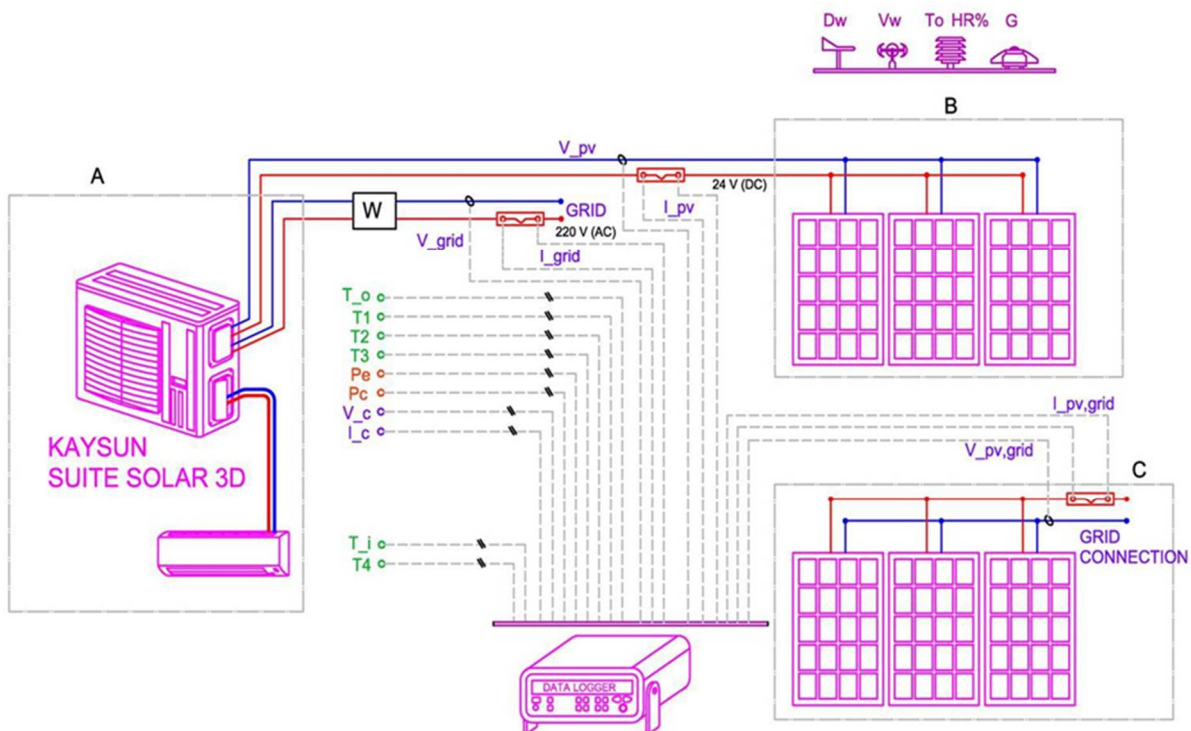 Dw Vw To HR% G
B
V_pv
A
24 V (DC)
W
GRID
I_pv
220 V (AC)
V_grid
I_grid
T_o
T1
T2
T3
Pe
Pc
V_c
I_c
I_pv,grid
KAYSUN
SUITE SOLAR 3D
V_pv,grid
C
GRID
CONNECTION
T_i
T4
DATA LOGGER